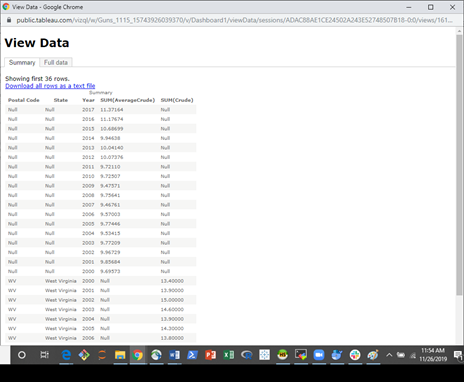 View Data - Google Chrome
public.tableau.com/vizql/w/Guns_1115_15743926039370/v/Dashboard1/viewData/sessions/ADAC8BAE1CE24502A243E52748507B18-0:0/views/161...
View Data
Summary Full data
Showing first 36 rows.
Download all rows as a text file
Summary
Postal Code State Year SUM(AverageCrude) SUM(Crude)
Null Null 2017 11.37164 Null
Null Null 2016 11.17674 Null
Null Null 2015 10.68699 Null
Null Null 2014 9.94628 Null
Null Null 2013 10.04140 Null
Null Null 2012 10.07376 Null
Null Null 2011 9.72110 Null
Null Null 2010 9.72507 Null
Null Null 2009 9.47571 Null
Null Null 2008 9.75641 Null
Null Null 2007 9.46761 Null
Null Null 2006 9.57003 Null
Null Null 2005 9.77446 Null
Null Null 2004 9.53415 Null
Null Null 2003 9.77209 Null
Null Null 2002 9.96729 Null
Null Null 2001 9.85684 Null
Null Null 2000 9.69573 Null
WV West Virginia 2000 Null 13.40000
WV West Virginia 2001 Null 13.90000
WV West Virginia 2002 Null 15.00000
WV West Virginia 2003 Null 14.60000
WV West Virginia 2004 Null 13.90000
WV West Virginia 2005 Null 14.30000
WV West Virginia 2006 Null 13.80000
11:54 AM
11/26/2019